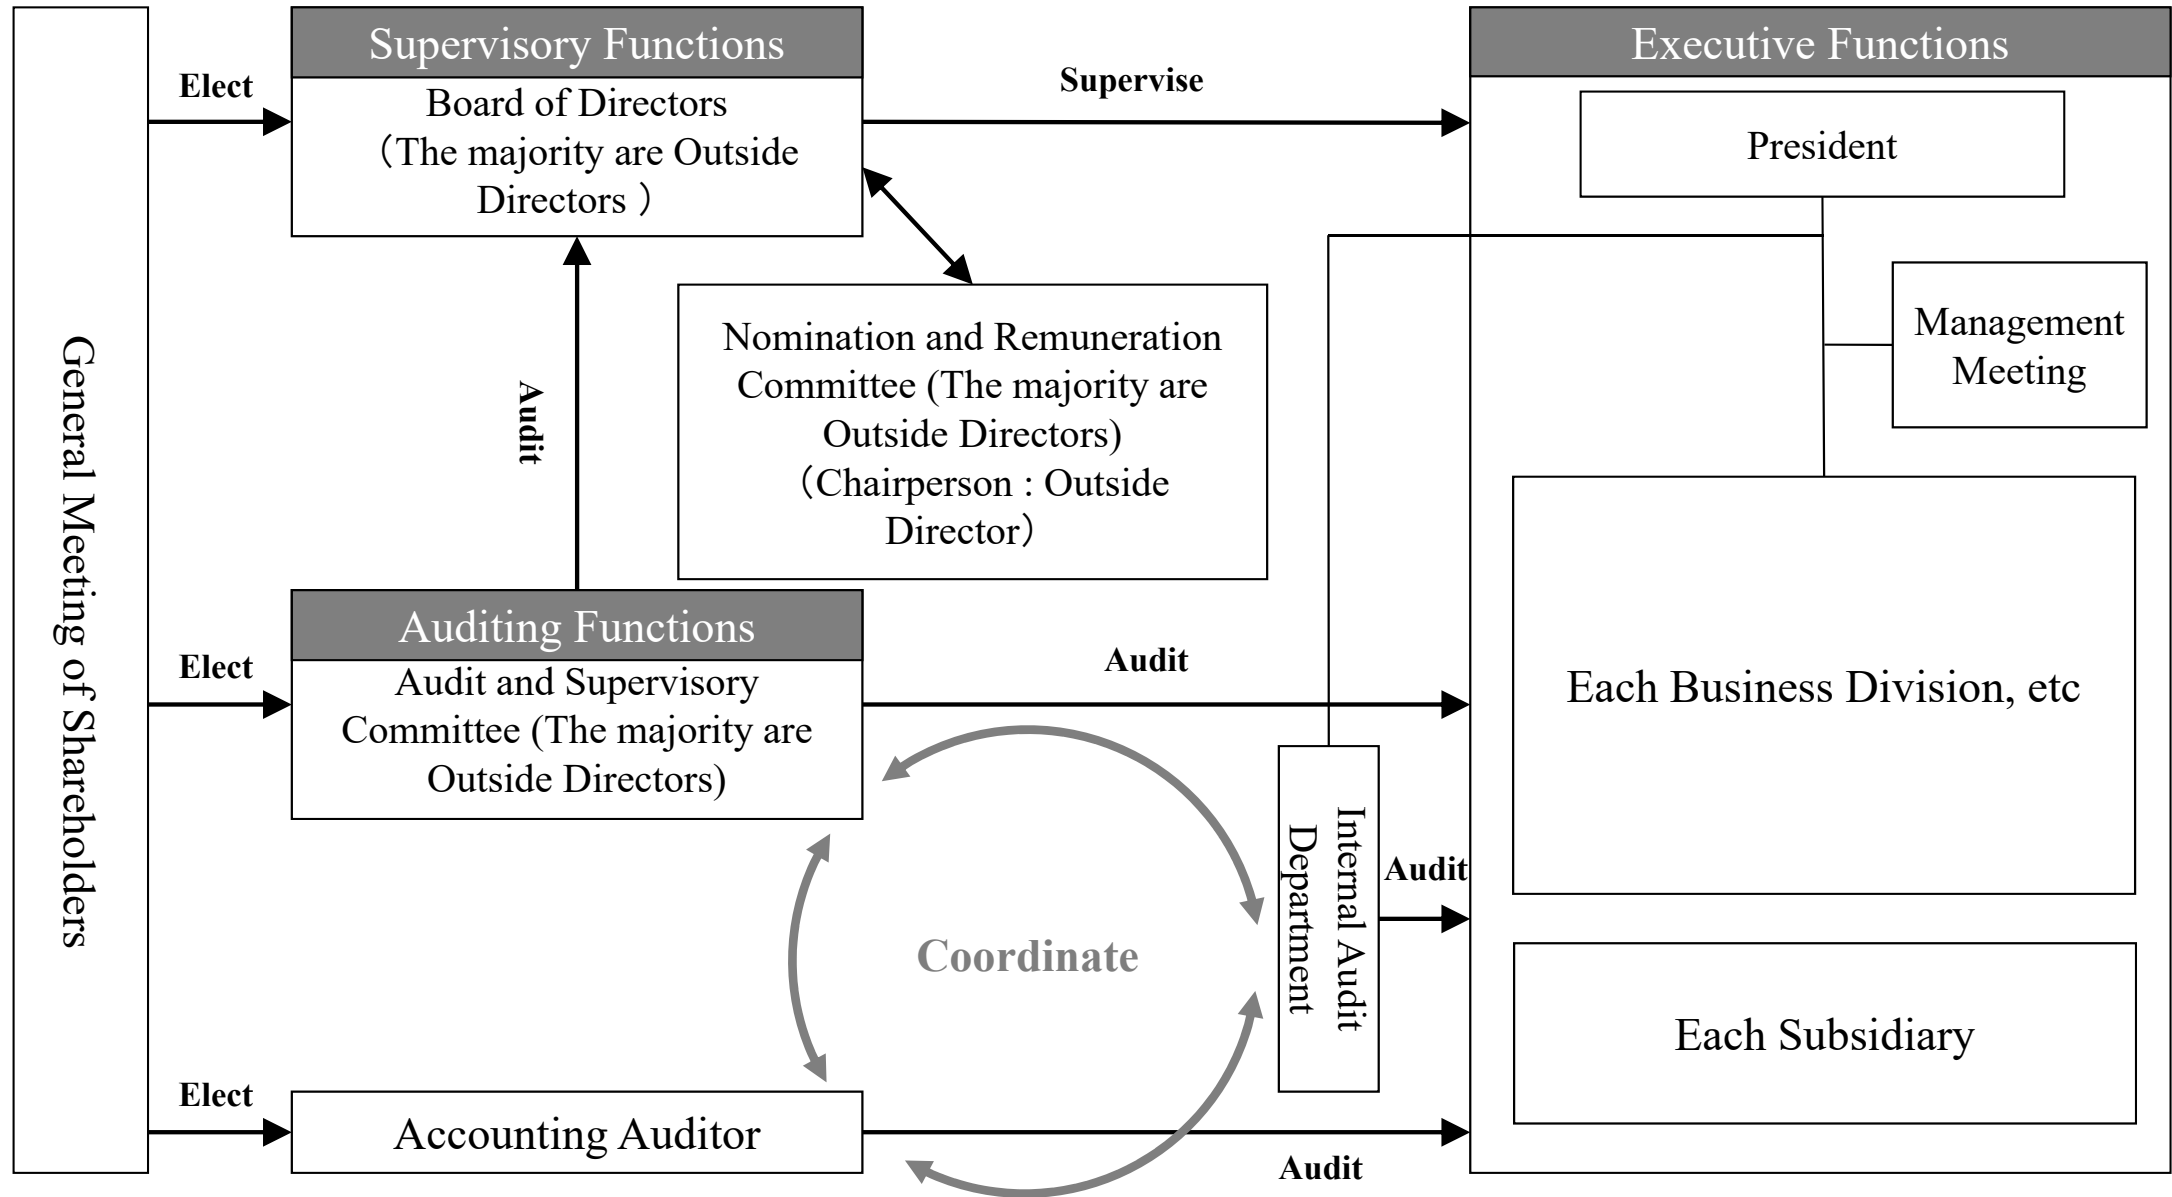 General Meeting of Shareholders
Elect
Supervisory Functions
Board of Directors
（The majority are Outside
Directors ）
Supervise
Executive Functions
President
Management
Meeting
Nomination and Remuneration
Committee (The majority are
Outside Directors)
（Chairperson : Outside
Director）
Audit
Elect
Auditing Functions
Audit and Supervisory
Committee (The majority are
Outside Directors)
Audit
Each Business Division, etc
Internal Audit
Department
Audit
Coordinate
Each Subsidiary
Elect
Accounting Auditor
Audit